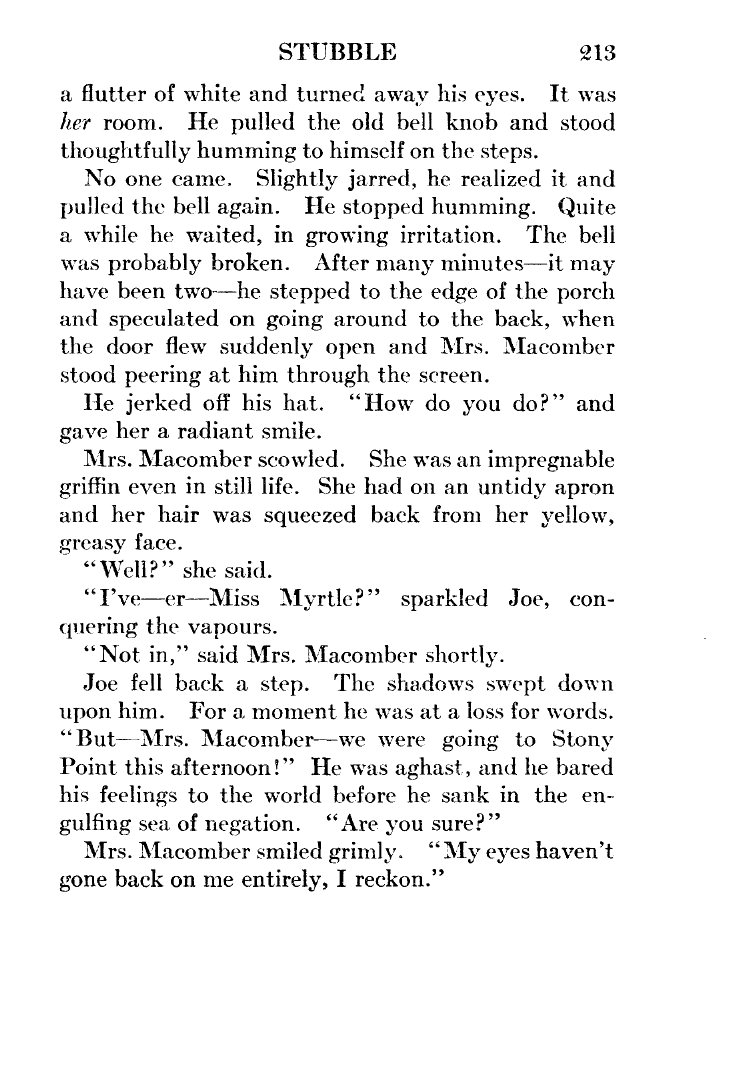 STUBBLE 213
a flutter of white and turned away his eyes. It was
her room. He pulled the old bell knob and stood
thoughtfully humming to himself on the steps.
No one came. Slightly jarred, he realized it and
pulled the bell again. He stopped humming. Quite
a while he waited, in growing irritation. The bell
was probably broken. After many minutes—it may
have been two—he stepped to the edge of the porch
and speculated on going around to the back, when
the door flew suddenly open and Mrs. Macomber
stood peering at him through the screen.
He jerked off his hat. “How do you do?” and
gave her a radiant smile.
Mrs. Macomber scowled. She was an impregnable
griffin even in still life. She had on an untidy apron
and her hair was squeezed back from her yellow,
greasy face.
“Well?” she said.
“I’ve—er—Miss Myrtle?” sparkled Joe, con-
quering the vapours.
“Not in,” said Mrs. Macomber shortly.
Joe fell back a step. The shadows swept down
upon him. For a moment he was at a loss for words.
“But—Mrs. Macomber—we were going to Stony
Point this afternoon!” He was aghast, and he bared
his feelings to the world before he sank in the en-
gulfing sea of negation. “Are you sure?”
Mrs. Macomber smiled grimly. “My eyes haven’t
gone back on me entirely, I reckon.”